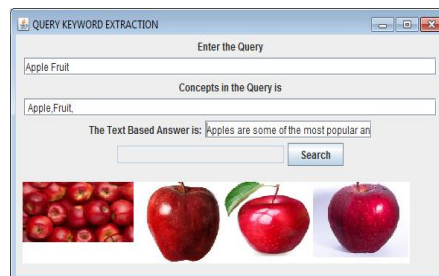 QUERY KEYWORD EXTRACTION
Enter the Query
Apple Fruit
Concepts in the Query is
Apple,Fruit,
The Text Based Answer is: Apples are some of the most popular an
Search